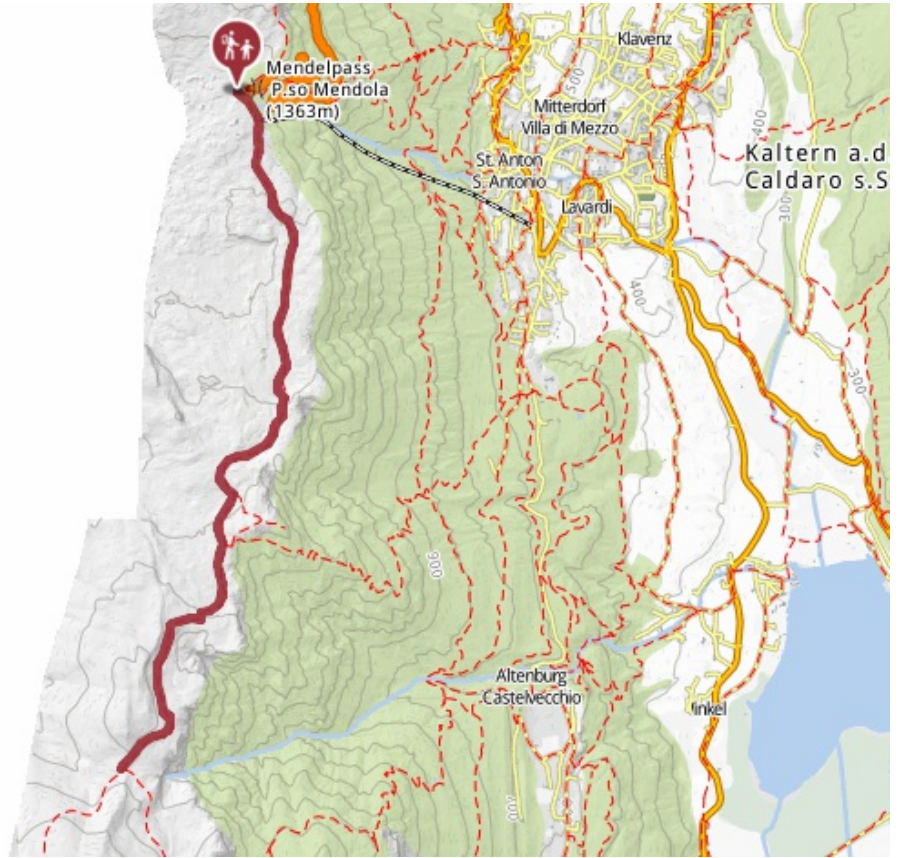 Klavenz
Mendelpass
P.so Mendola
(1363m)
500
Mitterdorf
Villa di Mezzo
400
Kaltern a.d
Caldaro s.S
St. Anton
S. Antonio
Lavardi
300
400
300
900
Altenburg
Castelvecchio
inkel
700